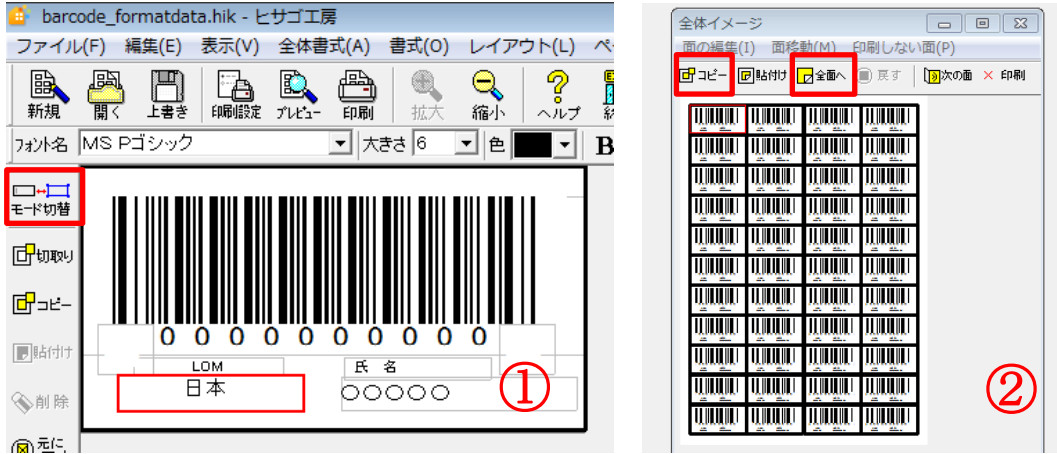 barcode_formatdata.hik - ヒサゴ工房
ファイル(F) 編集(E) 表示(V) 全体書式(A) 書式(O) レイアウト(L)
新規 開く 上書き 印刷設定 プレビュー 印刷 拡大 縮小 ヘルプ
フォント名 MS Pゴシック 大きさ 6 色 B
モード切替
切取り
コピー
貼付け
削除
元に
0 0 0 0 0 0 0 0 0 0
LOM 氏 名
日本 ○○○○○
①
全体イメージ
面の編集(I) 面移動(M) 印刷しない面(P)
コピー 貼付け 全面へ 戻す 次の面 × 印刷
②